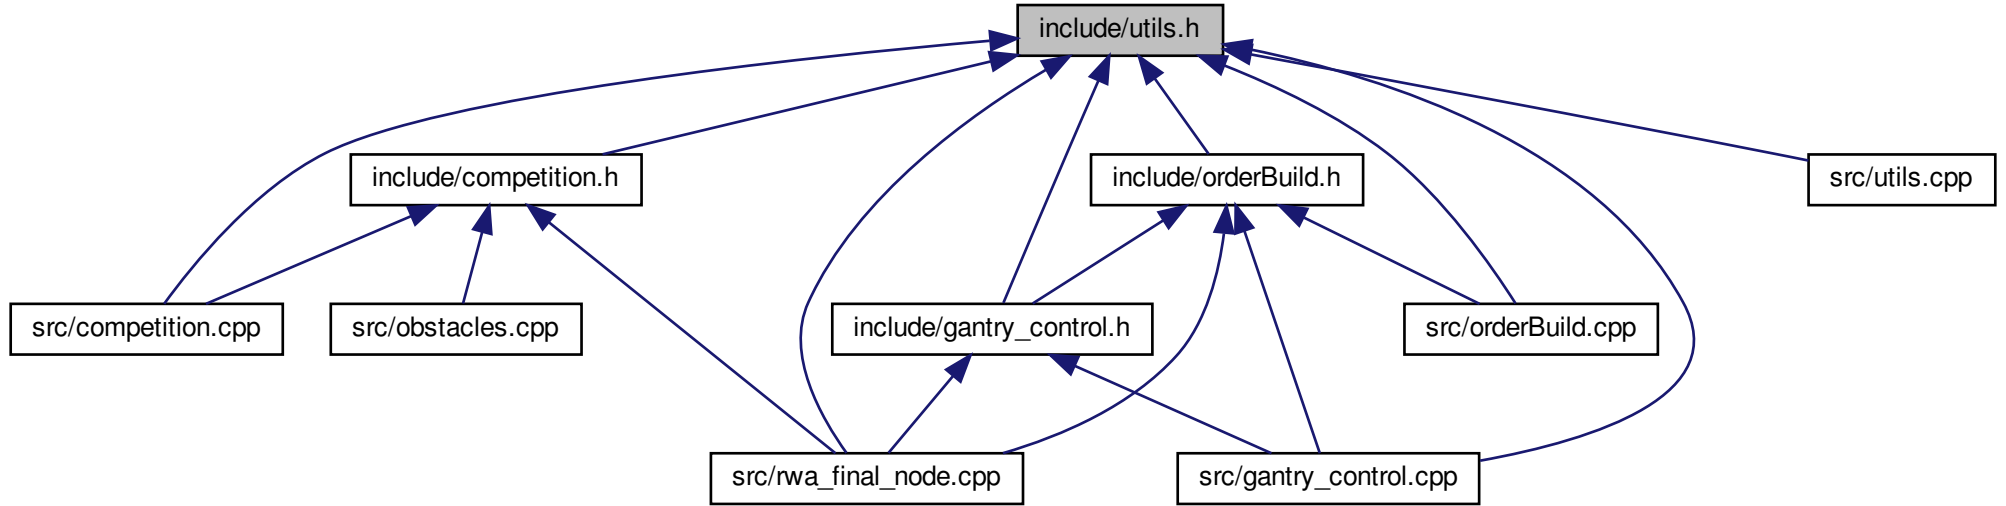 include/utils.h
include/competition.h
include/orderBuild.h
src/utils.cpp
src/competition.cpp
src/obstacles.cpp
include/gantry_control.h
src/orderBuild.cpp
src/rwa_final_node.cpp
src/gantry_control.cpp